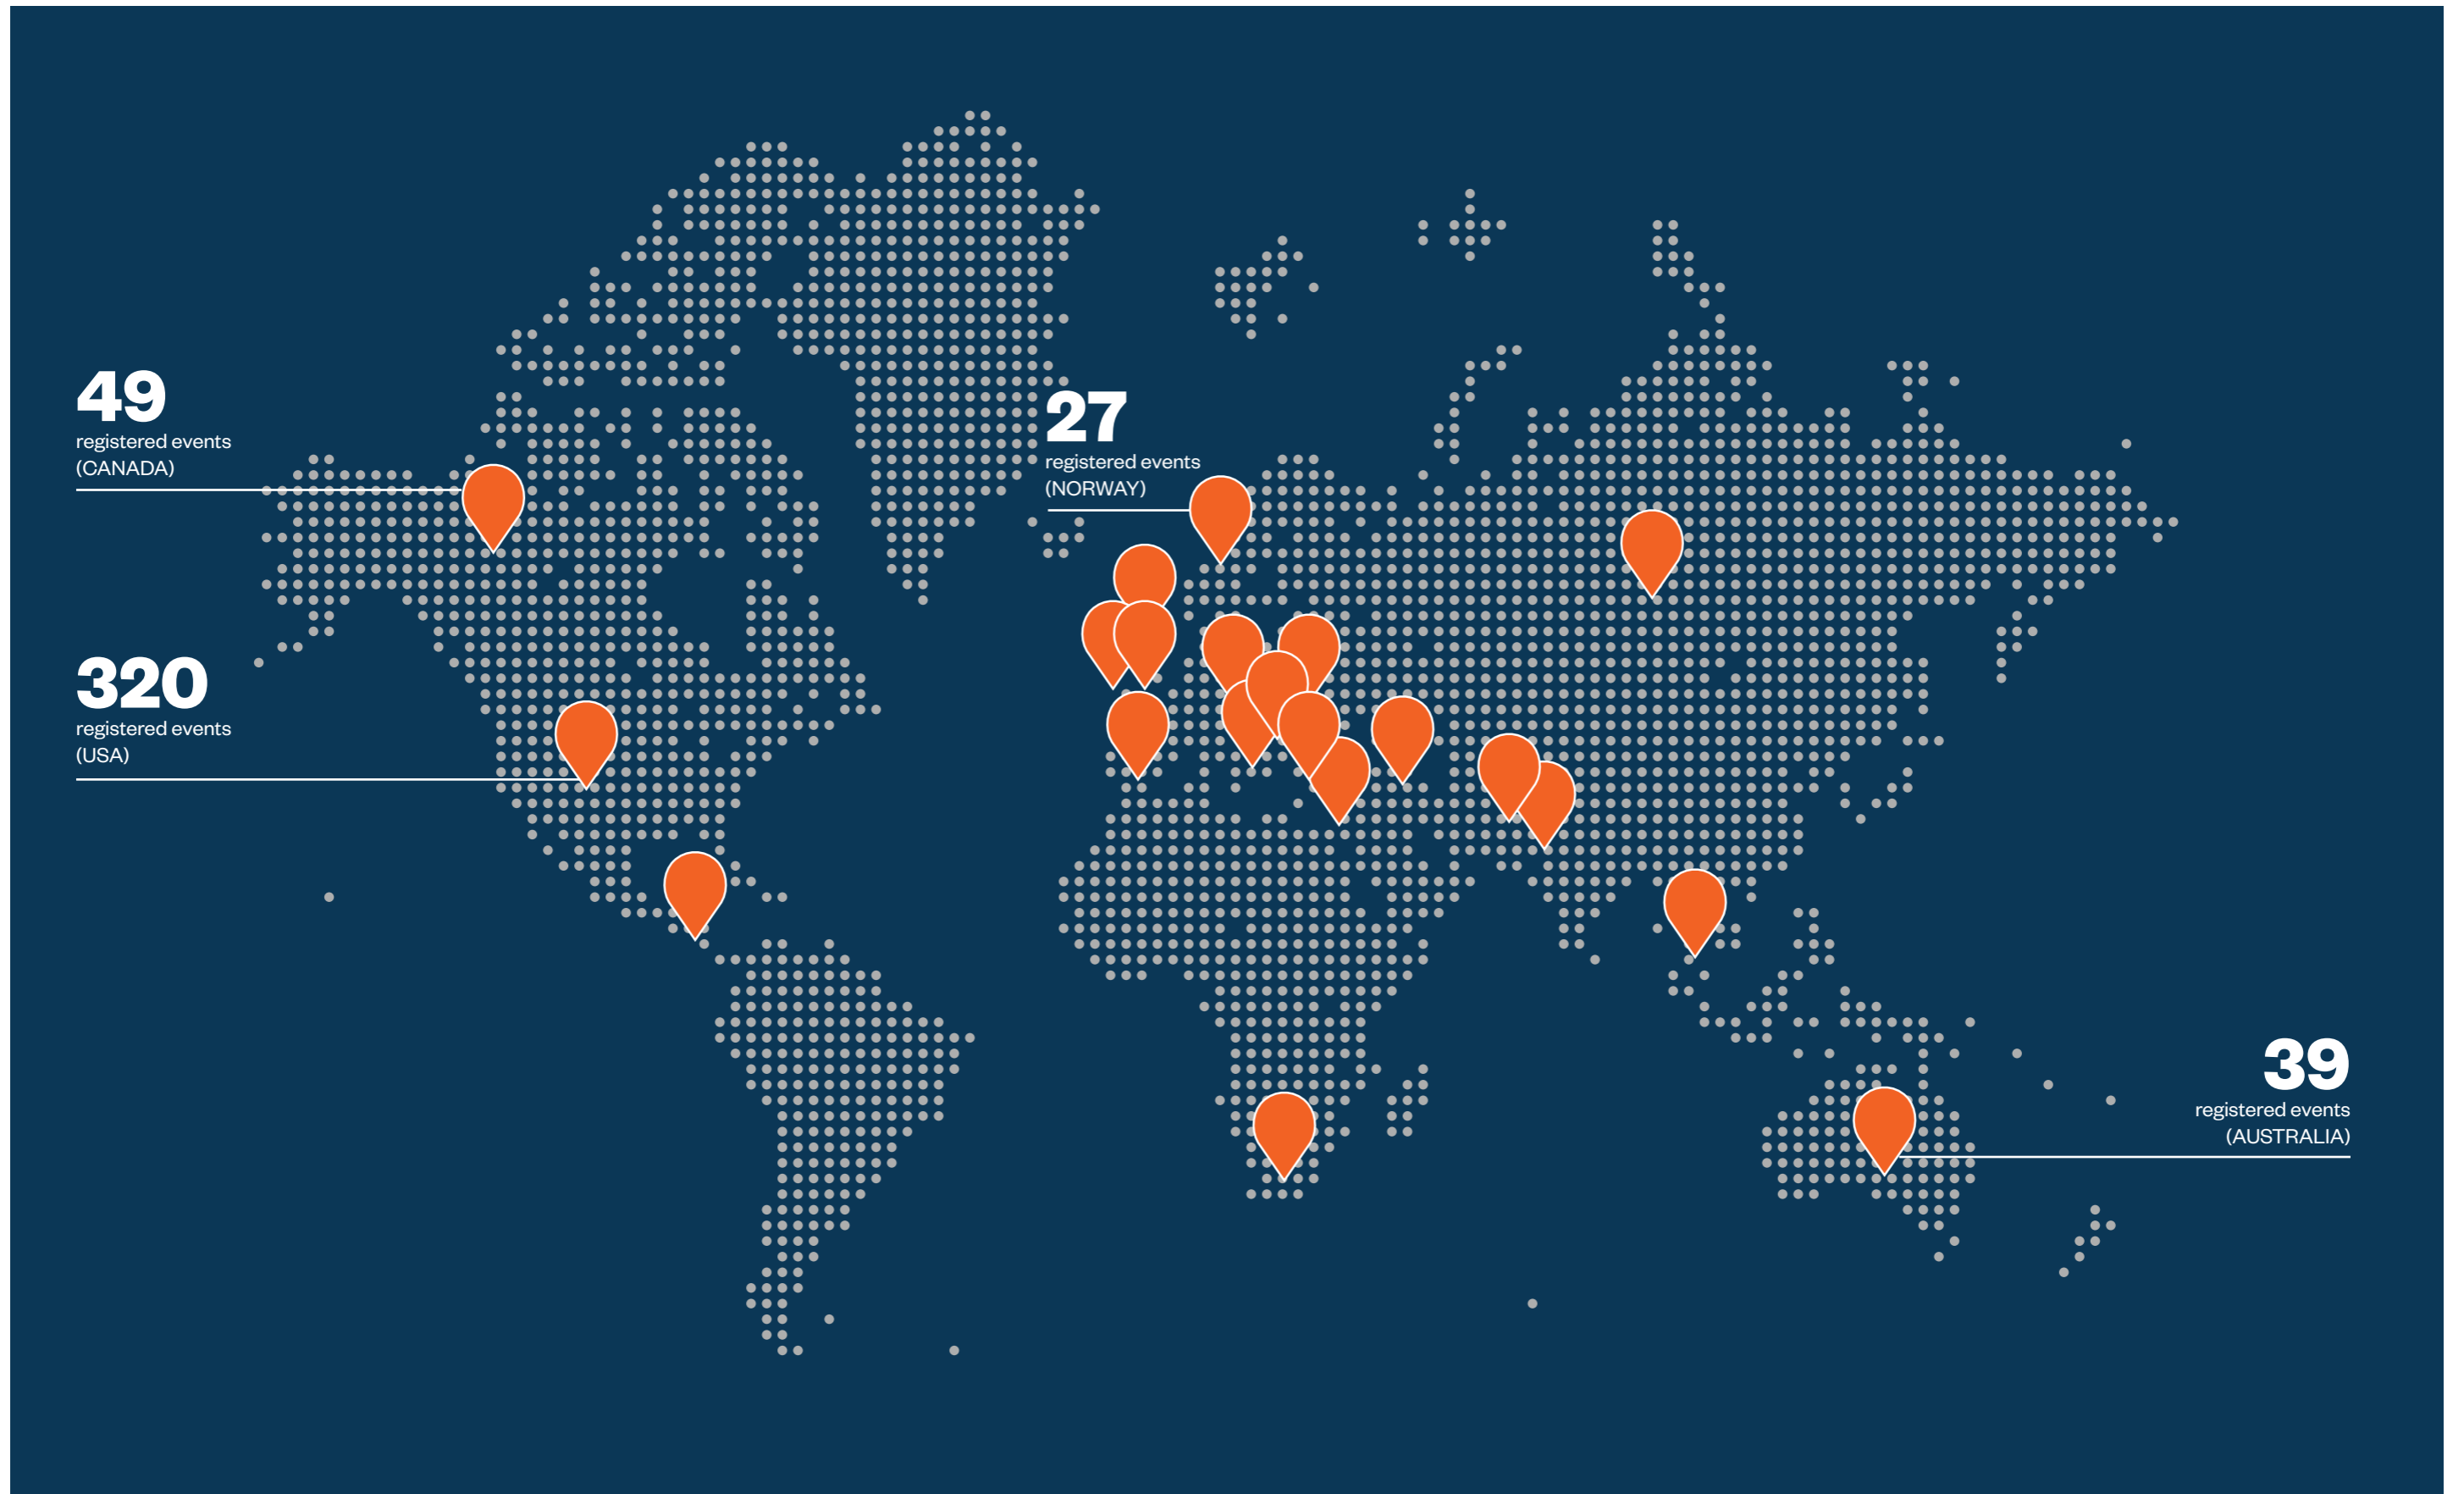 49
registered events
(CANADA)
27
registered events
(NORWAY)
320
registered events
(USA)
39
registered events
(AUSTRALIA)